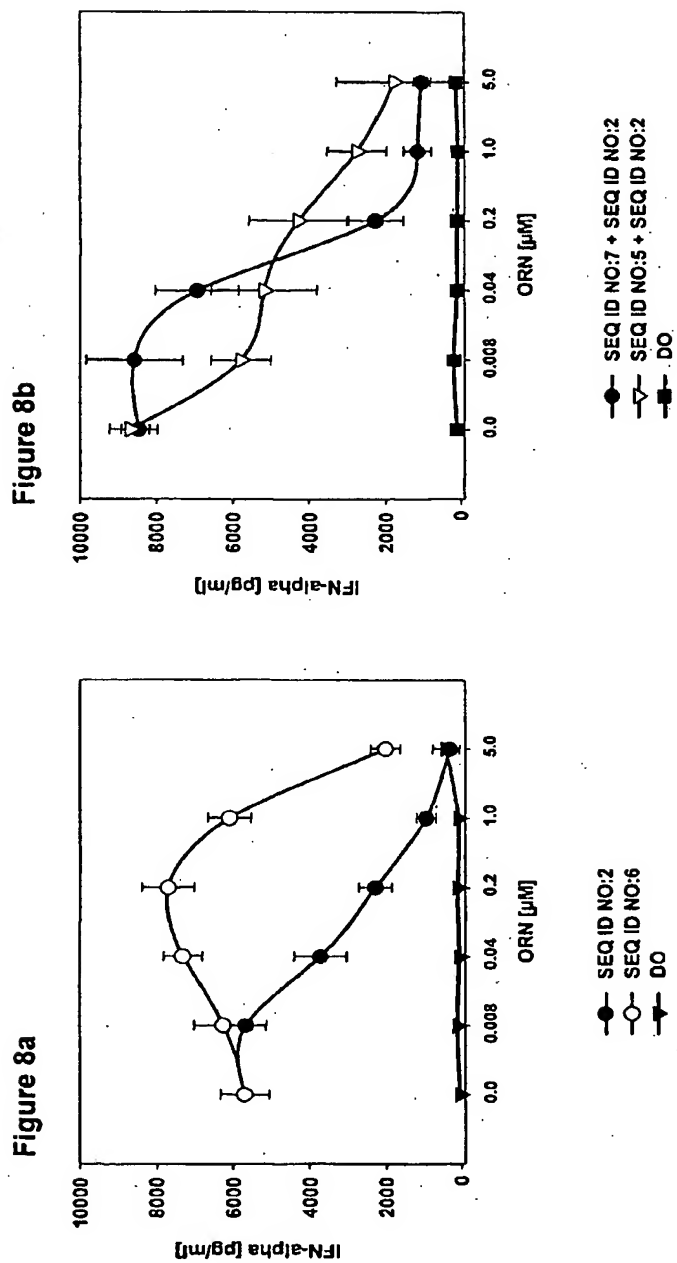 Figure 8a
IFN-alpha [pg/ml]
10000
8000
6000
4000
2000
0
0.0 0.008 0.04 0.2 1.0 5.0
ORN [µM]
SEQ ID NO:2
SEQ ID NO:6
DO
Figure 8b
IFN-alpha [pg/ml]
10000
8000
6000
4000
2000
0
0.0 0.008 0.04 0.2 1.0 5.0
ORN [µM]
SEQ ID NO:7 + SEQ ID NO:2
SEQ ID NO:5 + SEQ ID NO:2
DO